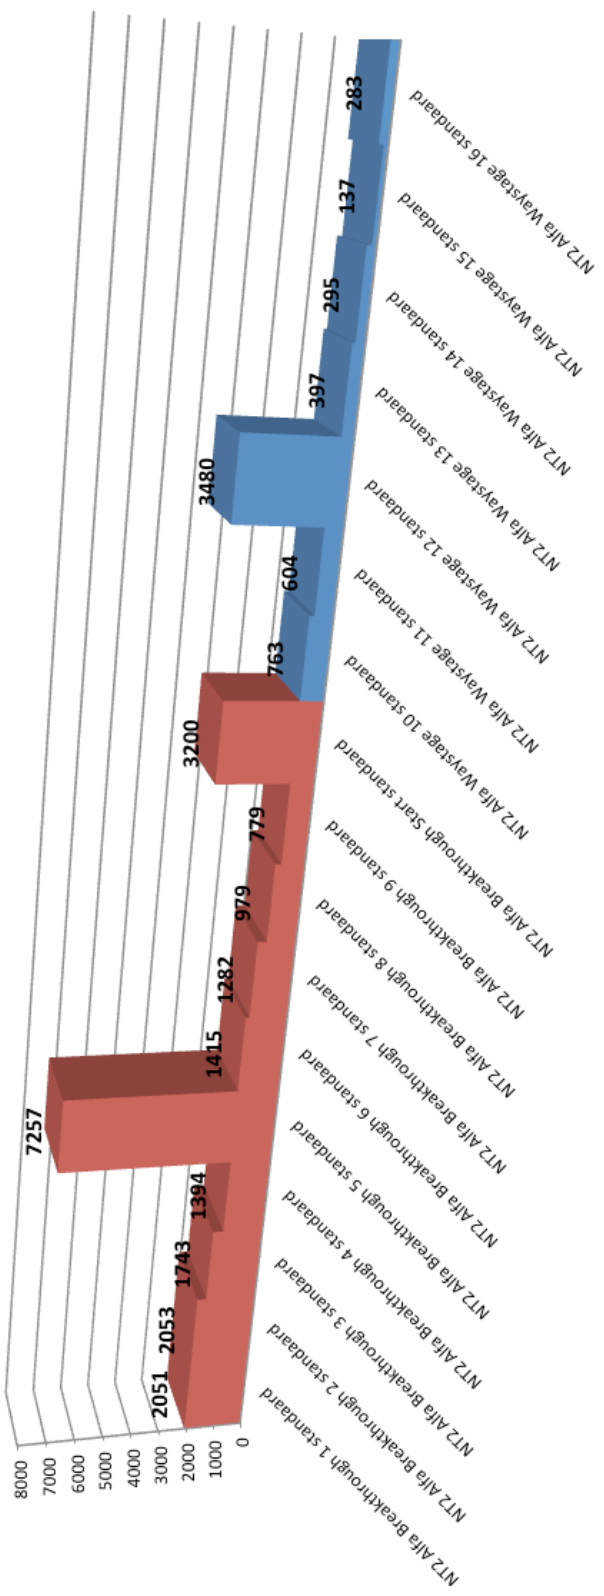 8000
7000
6000
5000
4000
3000
2000
1000
0
2051
2053
1743
1394
7257
1415
1282
979
779
3200
763
604
3480
397
295
137
283
NT2 Alfa Breakthrough 1 standaard
NT2 Alfa Breakthrough 2 standaard
NT2 Alfa Breakthrough 3 standaard
NT2 Alfa Breakthrough 4 standaard
NT2 Alfa Breakthrough 5 standaard
NT2 Alfa Breakthrough 6 standaard
NT2 Alfa Breakthrough 7 standaard
NT2 Alfa Breakthrough 8 standaard
NT2 Alfa Breakthrough 9 standaard
NT2 Alfa Breakthrough Start standaard
NT2 Alfa Waystage 10 standaard
NT2 Alfa Waystage 11 standaard
NT2 Alfa Waystage 12 standaard
NT2 Alfa Waystage 13 standaard
NT2 Alfa Waystage 14 standaard
NT2 Alfa Waystage 15 standaard
NT2 Alfa Waystage 16 standaard